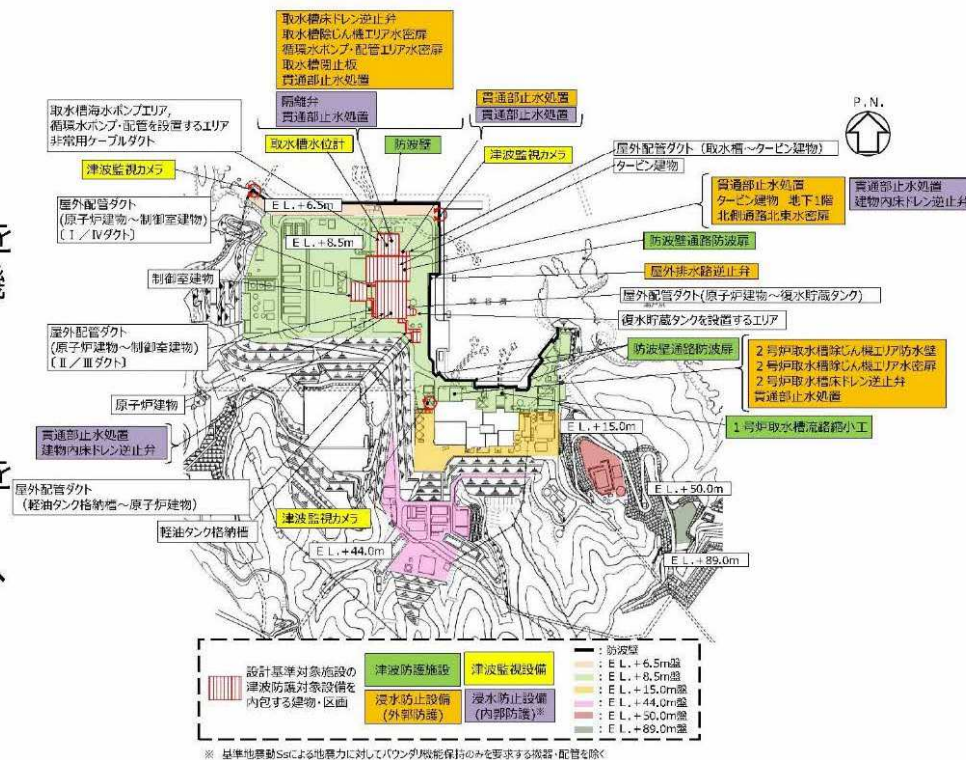 取水槽床ドレン逆止弁
取水槽除じん機エリア水密扉
循環水ポンプ・配管エリア水密扉
取水槽閉止板
貫通部止水処置
隔離弁
貫通部止水処置
貫通部止水処置
貫通部止水処置
P.N.
取水槽海水ポンプエリア,
循環水ポンプ・配管を設置するエリア
非常用ケーブルダクト
取水槽水位計
防波壁
津波監視カメラ
屋外配管ダクト（取水槽～タービン建物）
タービン建物
津波監視カメラ
貫通部止水処置
タービン建物 地下1階
北側通路北東水密扉
貫通部止水処置
建物内床ドレン逆止弁
屋外配管ダクト
(原子炉建物～制御室建物)
〔Ⅰ/Ⅳダクト〕
ＥＬ.+6.5m
ＥＬ.+8.5m
を
防波壁通路防波扉
屋外排水路逆止弁
制御室建物
屋外配管ダクト(原子炉建物～復水貯蔵タンク)
復水貯蔵タンクを設置するエリア
屋外配管ダクト
(原子炉建物～制御室建物)
〔Ⅱ/Ⅲダクト〕
防波壁通路防波扉
２号炉取水槽除じん機エリア防水壁
２号炉取水槽除じん機エリア水密扉
２号炉取水槽床ドレン逆止弁
貫通部止水処置
原子炉建物
１号炉取水槽流路縮小工
貫通部止水処置
建物内床ドレン逆止弁
ＥＬ.+15.0m
を
屋外配管ダクト
（軽油タンク格納槽～原子炉建物）
ＥＬ.+50.0m
軽油タンク格納槽
津波監視カメラ
ＥＬ.+44.0m
ＥＬ.+89.0m
設計基準対象施設の
津波防護対象設備を
内包する建物・区画
津波防護施設
津波監視設備
浸水防止設備
(外郭防護)
浸水防止設備
(内郭防護)※
：防波壁
：ＥＬ.+6.5m盤
：ＥＬ.+8.5m盤
：ＥＬ.+15.0m盤
：ＥＬ.+44.0m盤
：ＥＬ.+50.0m盤
：ＥＬ.+89.0m盤
※ 基準地震動Ssによる地震力に対してバウンダリ機能保持のみを要求する機器・配管を除く